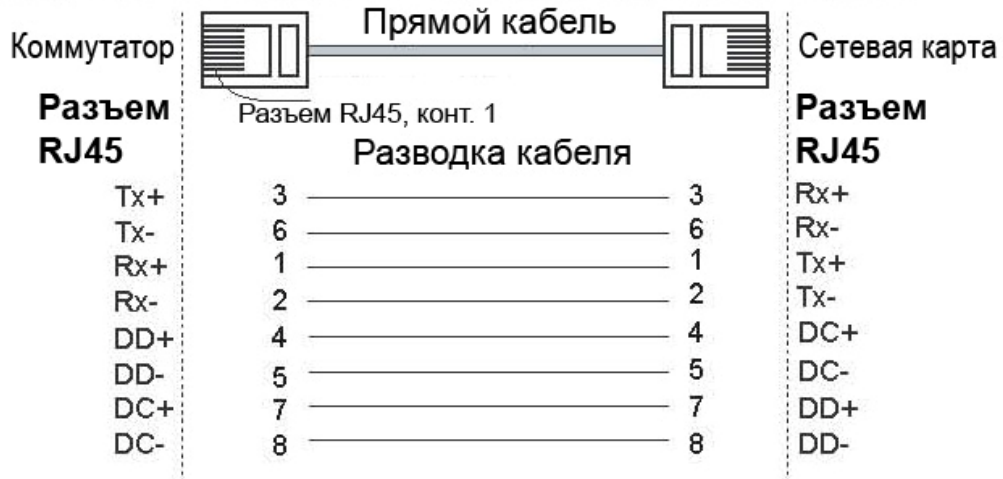 Прямой кабель
Коммутатор
Сетевая карта
Разъем RJ45
Разъем RJ45, конт. 1
Разъем RJ45
Разводка кабеля
Tx+ 3 3 Rx+
Tx- 6 6 Rx-
Rx+ 1 1 Tx+
Rx- 2 2 Tx-
DD+ 4 4 DC+
DD- 5 5 DC-
DC+ 7 7 DD+
DC- 8 8 DD-